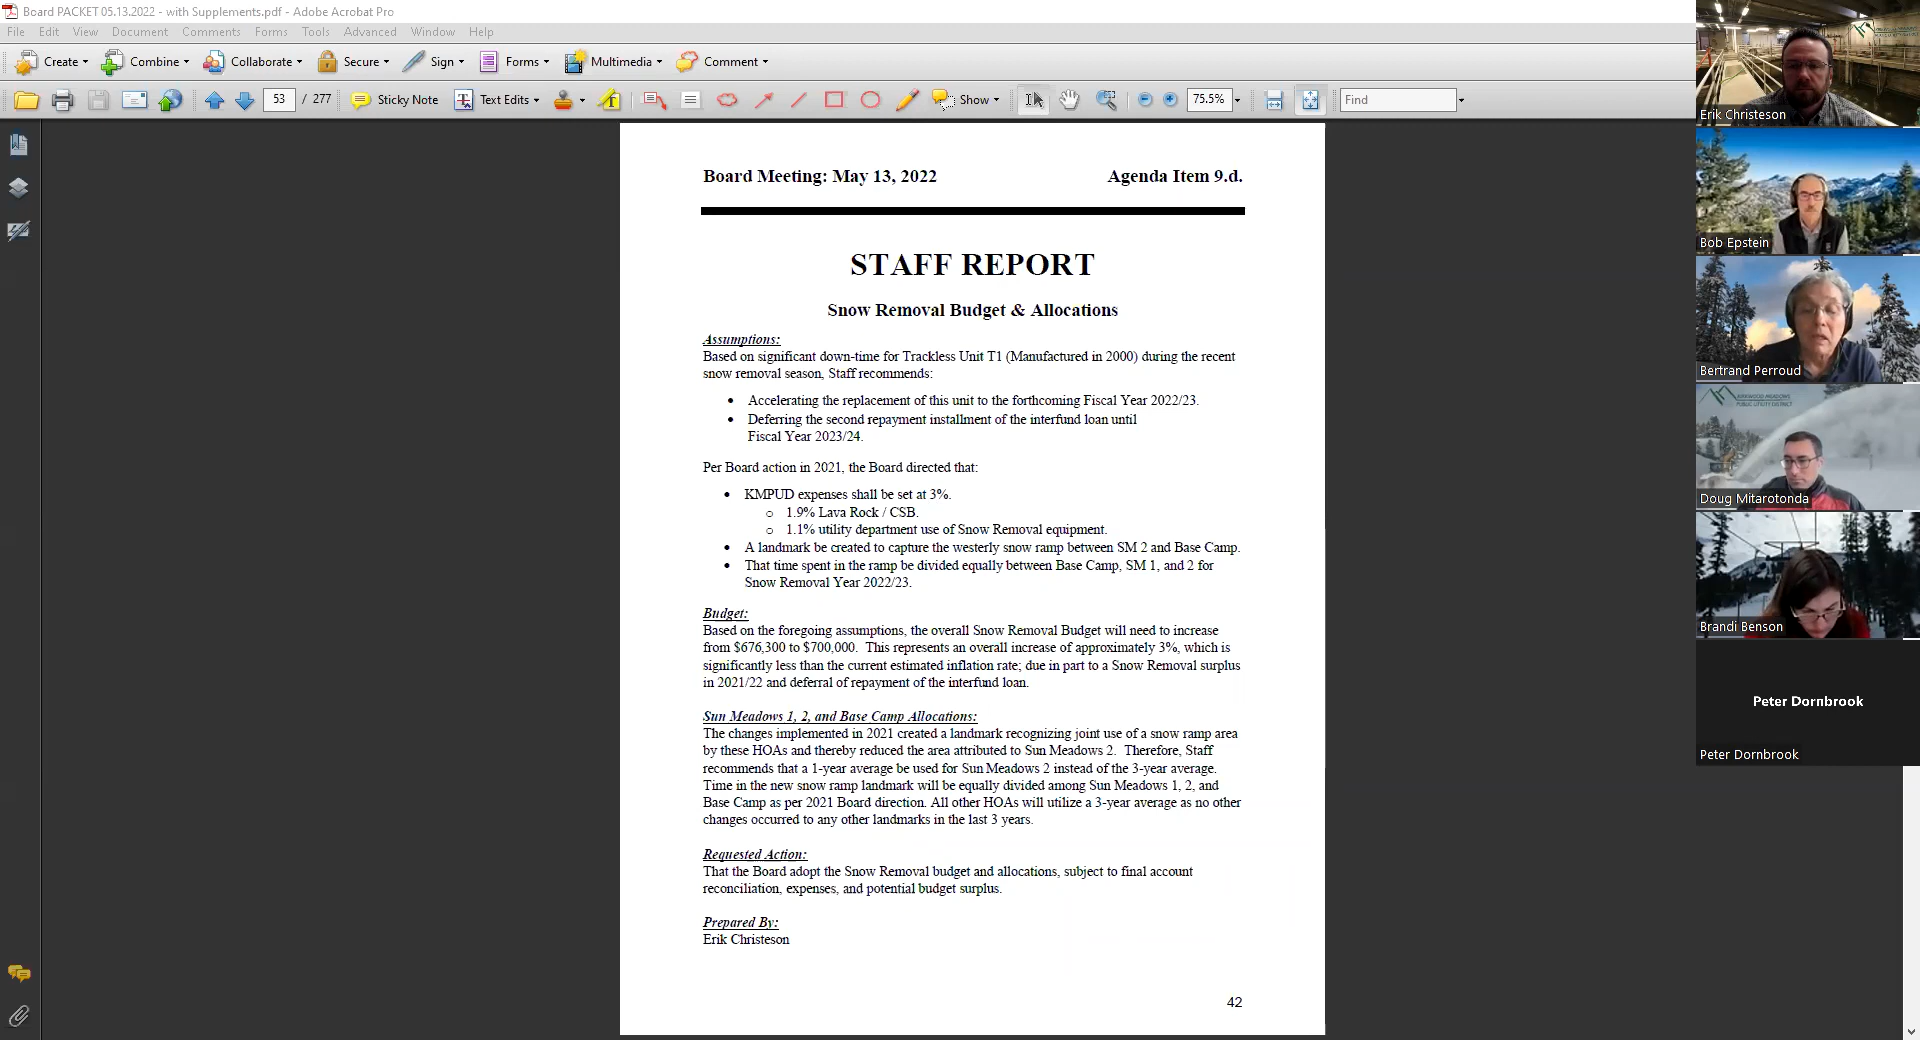 Board PACKET 05.13.2022 - with Supplements.pdf - Adobe Acrobat Pro
File Edit View Document Comments Forms Tools Advanced Window Help
Create Combine Collaborate Secure Sign Forms Multimedia Comment
53 / 277 Sticky Note Text Edits Show 75.5% Find
Board Meeting: May 13, 2022 Agenda Item 9.d.
STAFF REPORT
Snow Removal Budget & Allocations
Assumptions:
Based on significant down-time for Trackless Unit T1 (Manufactured in 2000) during the recent
snow removal season, Staff recommends:
• Accelerating the replacement of this unit to the forthcoming Fiscal Year 2022/23.
• Deferring the second repayment installment of the interfund loan until
Fiscal Year 2023/24.
Per Board action in 2021, the Board directed that:
• KMPUD expenses shall be set at 3%.
o 1.9% Lava Rock / CSB.
o 1.1% utility department use of Snow Removal equipment.
• A landmark be created to capture the westerly snow ramp between SM 2 and Base Camp.
• That time spent in the ramp be divided equally between Base Camp, SM 1, and 2 for
Snow Removal Year 2022/23.
Budget:
Based on the foregoing assumptions, the overall Snow Removal Budget will need to increase
from $676,300 to $700,000. This represents an overall increase of approximately 3%, which is
significantly less than the current estimated inflation rate; due in part to a Snow Removal surplus
in 2021/22 and deferral of repayment of the interfund loan.
Sun Meadows 1, 2, and Base Camp Allocations:
The changes implemented in 2021 created a landmark recognizing joint use of a snow ramp area
by these HOAs and thereby reduced the area attributed to Sun Meadows 2. Therefore, Staff
recommends that a 1-year average be used for Sun Meadows 2 instead of the 3-year average.
Time in the new snow ramp landmark will be equally divided among Sun Meadows 1, 2, and
Base Camp as per 2021 Board direction. All other HOAs will utilize a 3-year average as no other
changes occurred to any other landmarks in the last 3 years.
Requested Action:
That the Board adopt the Snow Removal budget and allocations, subject to final account
reconciliation, expenses, and potential budget surplus.
Prepared By:
Erik Christeson
42
Erik Christeson
Bob Epstein
Bertrand Perroud
PUBLIC UTILITY DISTRICT
Doug Mitarotonda
Brandi Benson
Peter Dornbrook
Peter Dornbrook